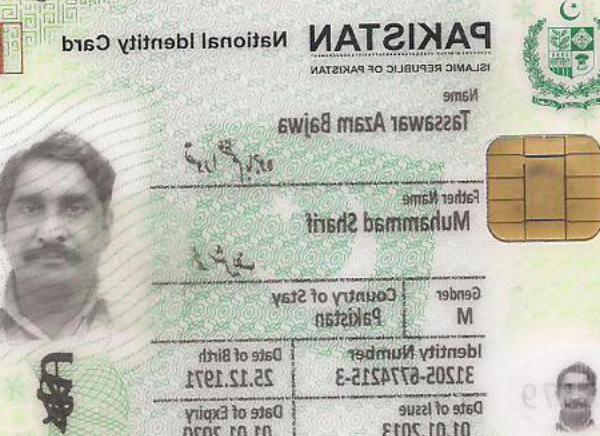 PAKISTAN National Identity Card
ISLAMIC REPUBLIC OF PAKISTAN
Name
Tassawar Azam Bajwa
Father Name
Muhammad Sharif
Gender Country of Stay
M Pakistan
Identity Number Date of Birth
31205-6774215-3 25.12.1971
Date of Issue Date of Expiry
01.01.2013 01.01.2020